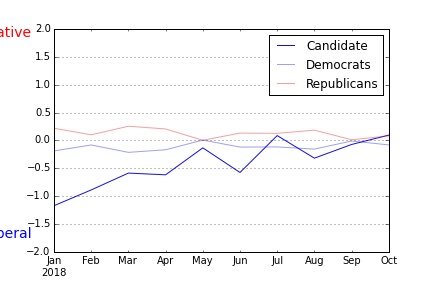 2.0
ative
1.5
1.0
0.5
0.0
−0.5
−1.0
−1.5
beral
−2.0
Candidate
Democrats
Republicans
Jan Feb Mar Apr May Jun Jul Aug Sep Oct
2018